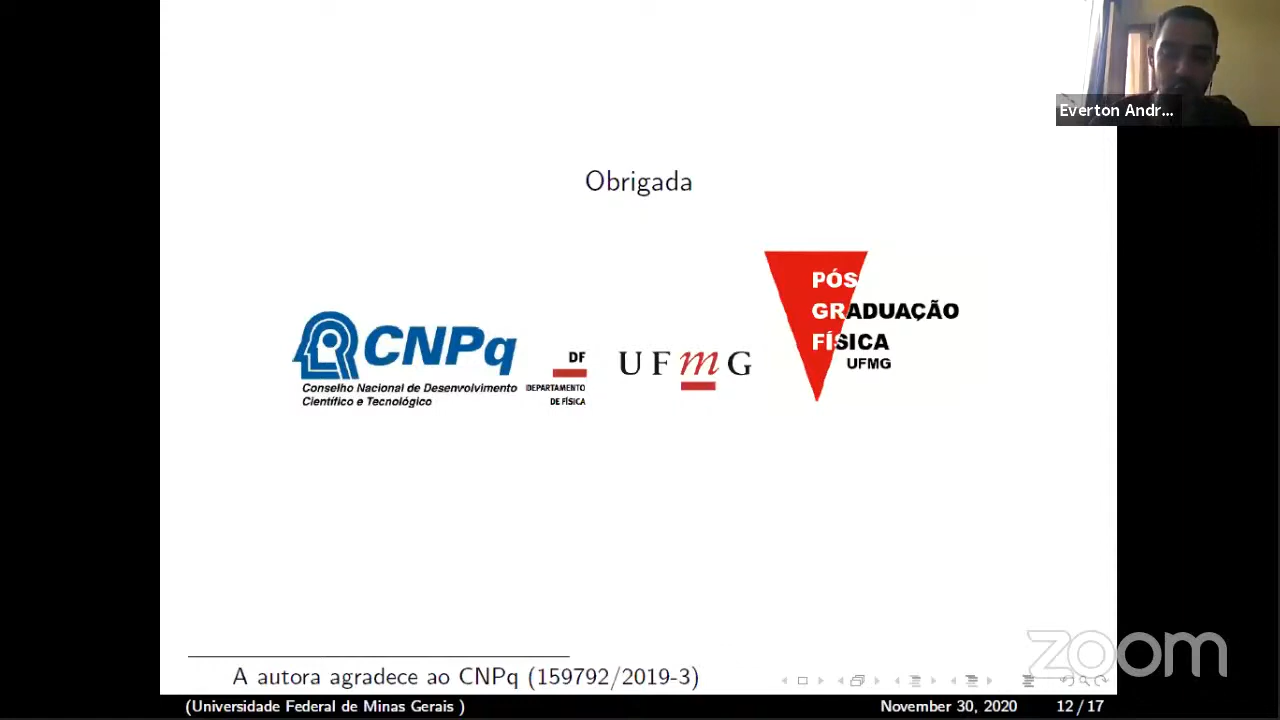 Everton Andr...
Obrigada
PÓS
GRADUAÇÃO
FÍSICA
UFMG
CNPq
Conselho Nacional de Desenvolvimento
Científico e Tecnológico
DF
DEPARTAMENTO
DE FÍSICA
UFmG
A autora agradece ao CNPq (159792/2019-3)
zoom
(Universidade Federal de Minas Gerais )
November 30, 2020
12 / 17